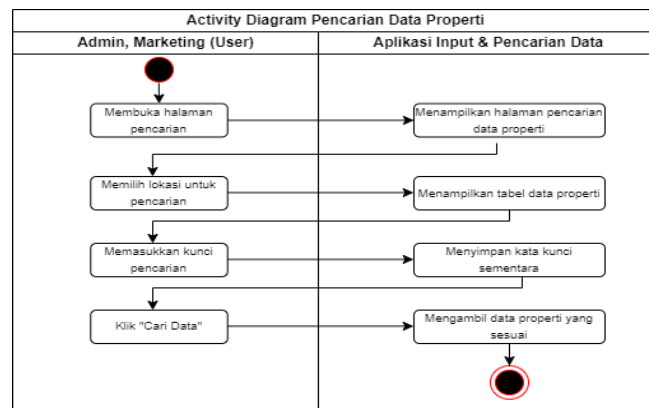 Activity Diagram Pencarian Data Properti
Admin, Marketing (User)
Aplikasi Input & Pencarian Data
Membuka halaman
pencarian
Menampilkan halaman pencarian
data properti
Memilih lokasi untuk
pencarian
Menampilkan tabel data properti
Memasukkan kunci
pencarian
Menyimpan kata kunci
sementara
Klik "Cari Data"
Mengambil data properti yang
sesuai